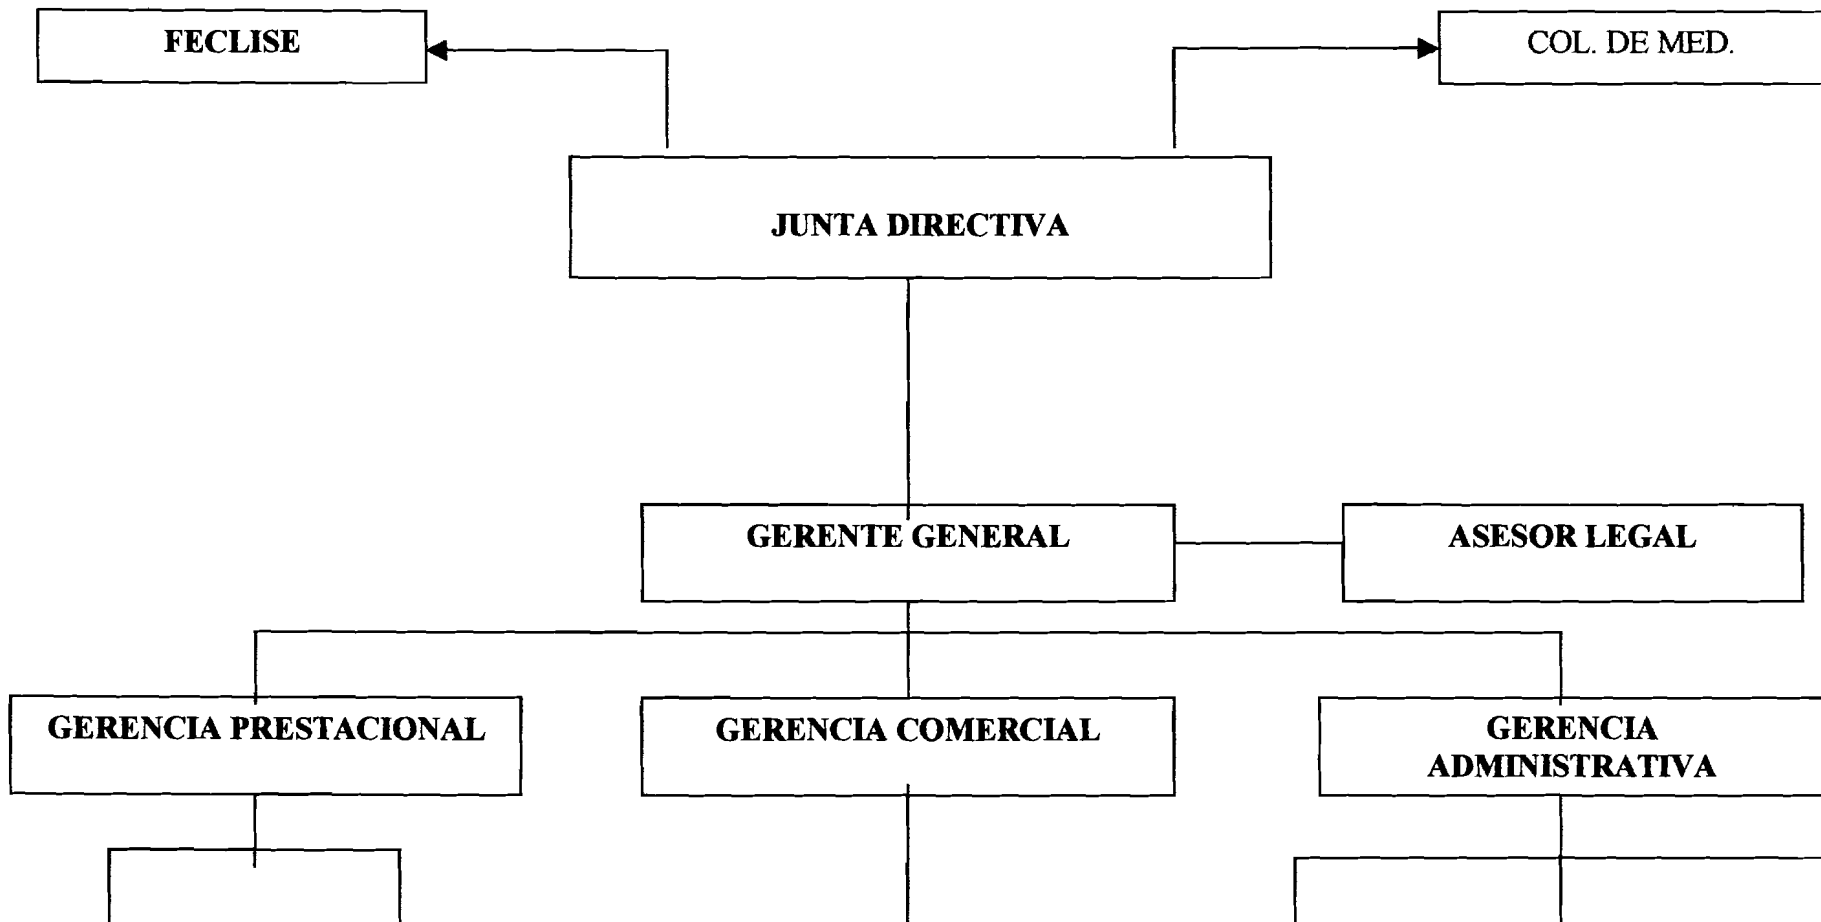 FECLISE
COL. DE MED.
JUNTA DIRECTIVA
GERENTE GENERAL
ASESOR LEGAL
GERENCIA PRESTACIONAL
GERENCIA COMERCIAL
GERENCIA
ADMINISTRATIVA